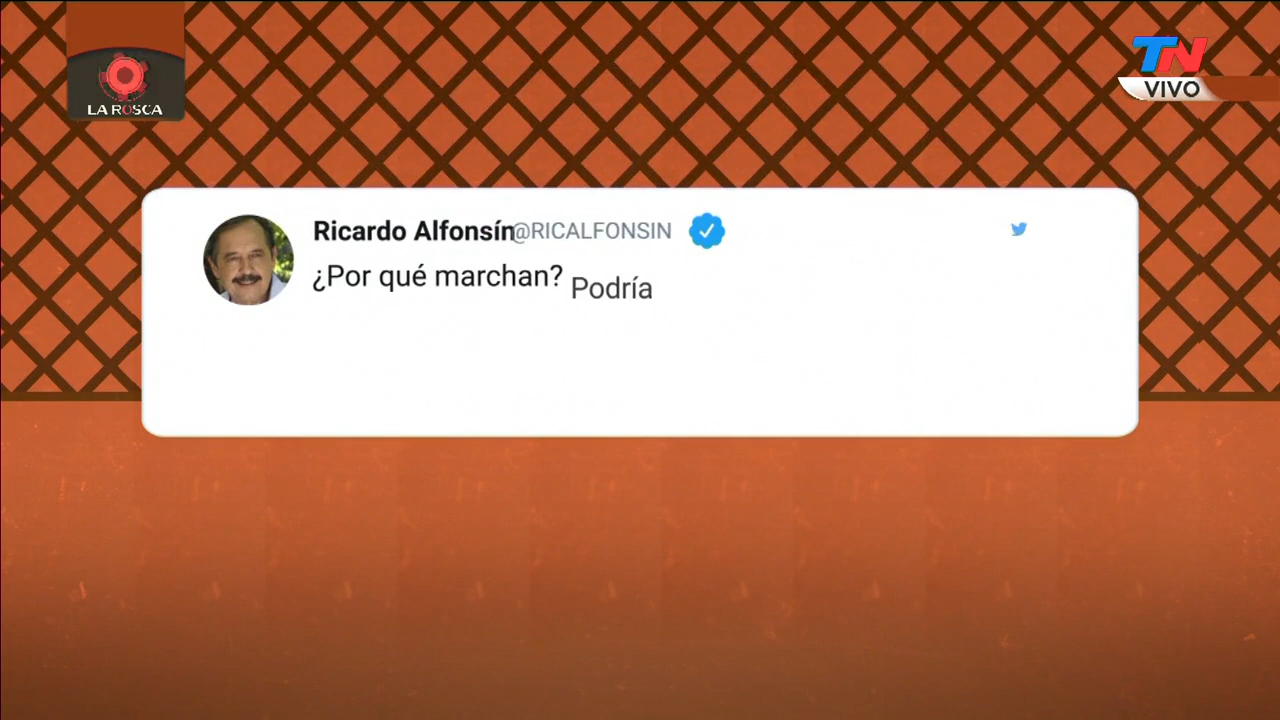 LA ROSCA
TN
VIVO
Ricardo Alfonsín @RICALFONSIN
¿Por qué marchan? Podría